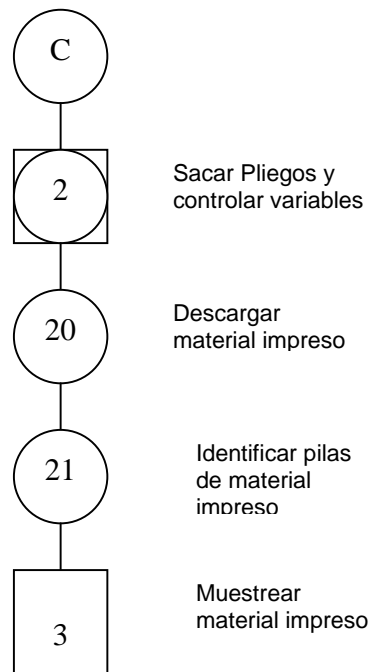 C
2
Sacar Pliegos y
controlar variables
20
Descargar
material impreso
21
Identificar pilas
de material
impreso
3
Muestrear
material impreso